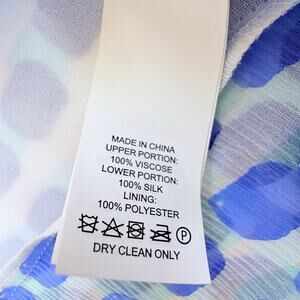 MADE IN CHINA
UPPER PORTION:
100% VISCOSE
LOWER PORTION:
100% SILK
LINING:
100% POLYESTER
P
DRY CLEAN ONLY